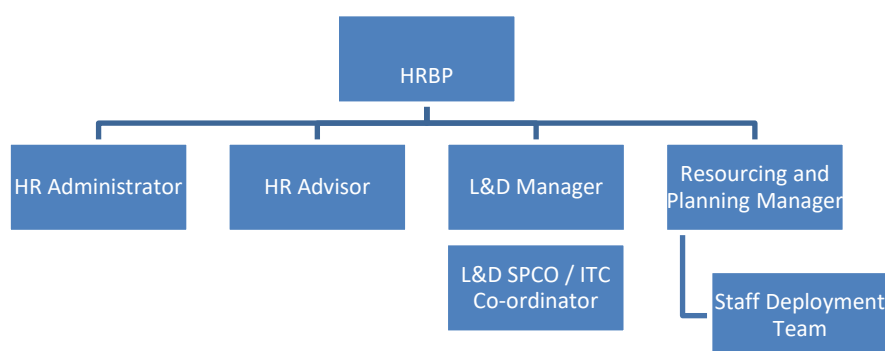 HRBP
HR Administrator
HR Advisor
L&D Manager
Resourcing and
Planning Manager
L&D SPCO / ITC
Co-ordinator
Staff Deployment
Team